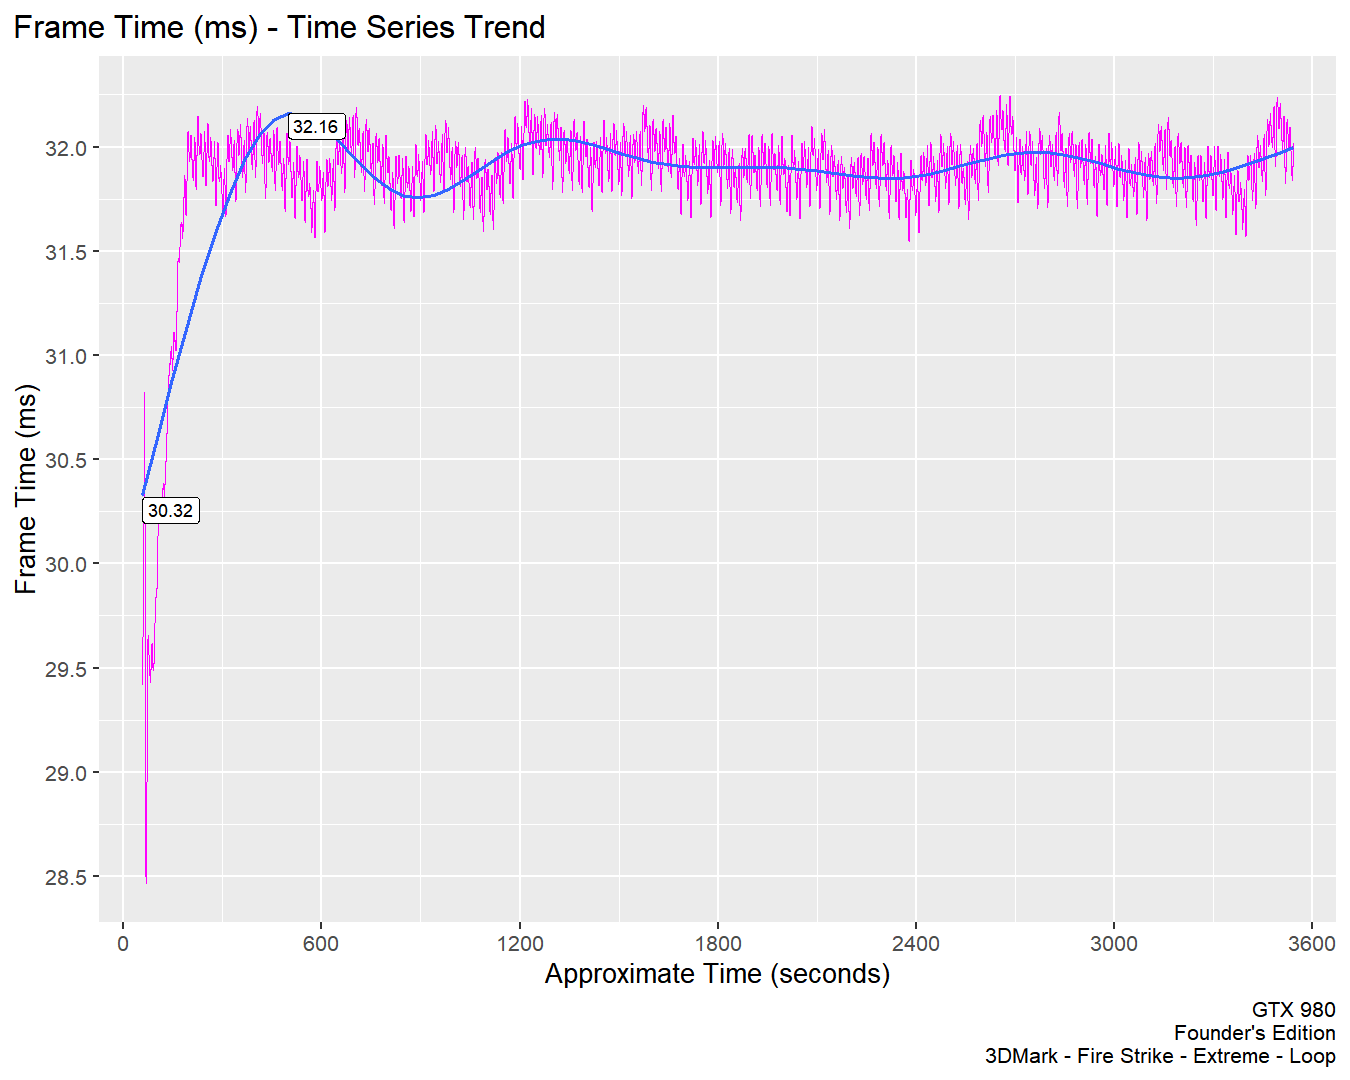 Frame Time (ms) - Time Series Trend
Frame Time (ms)
32.0
31.5
31.0
30.5
30.0
29.5
29.0
28.5
32.16
30.32
0 600 1200 1800 2400 3000 3600
Approximate Time (seconds)
GTX 980
Founder's Edition
3DMark - Fire Strike - Extreme - Loop